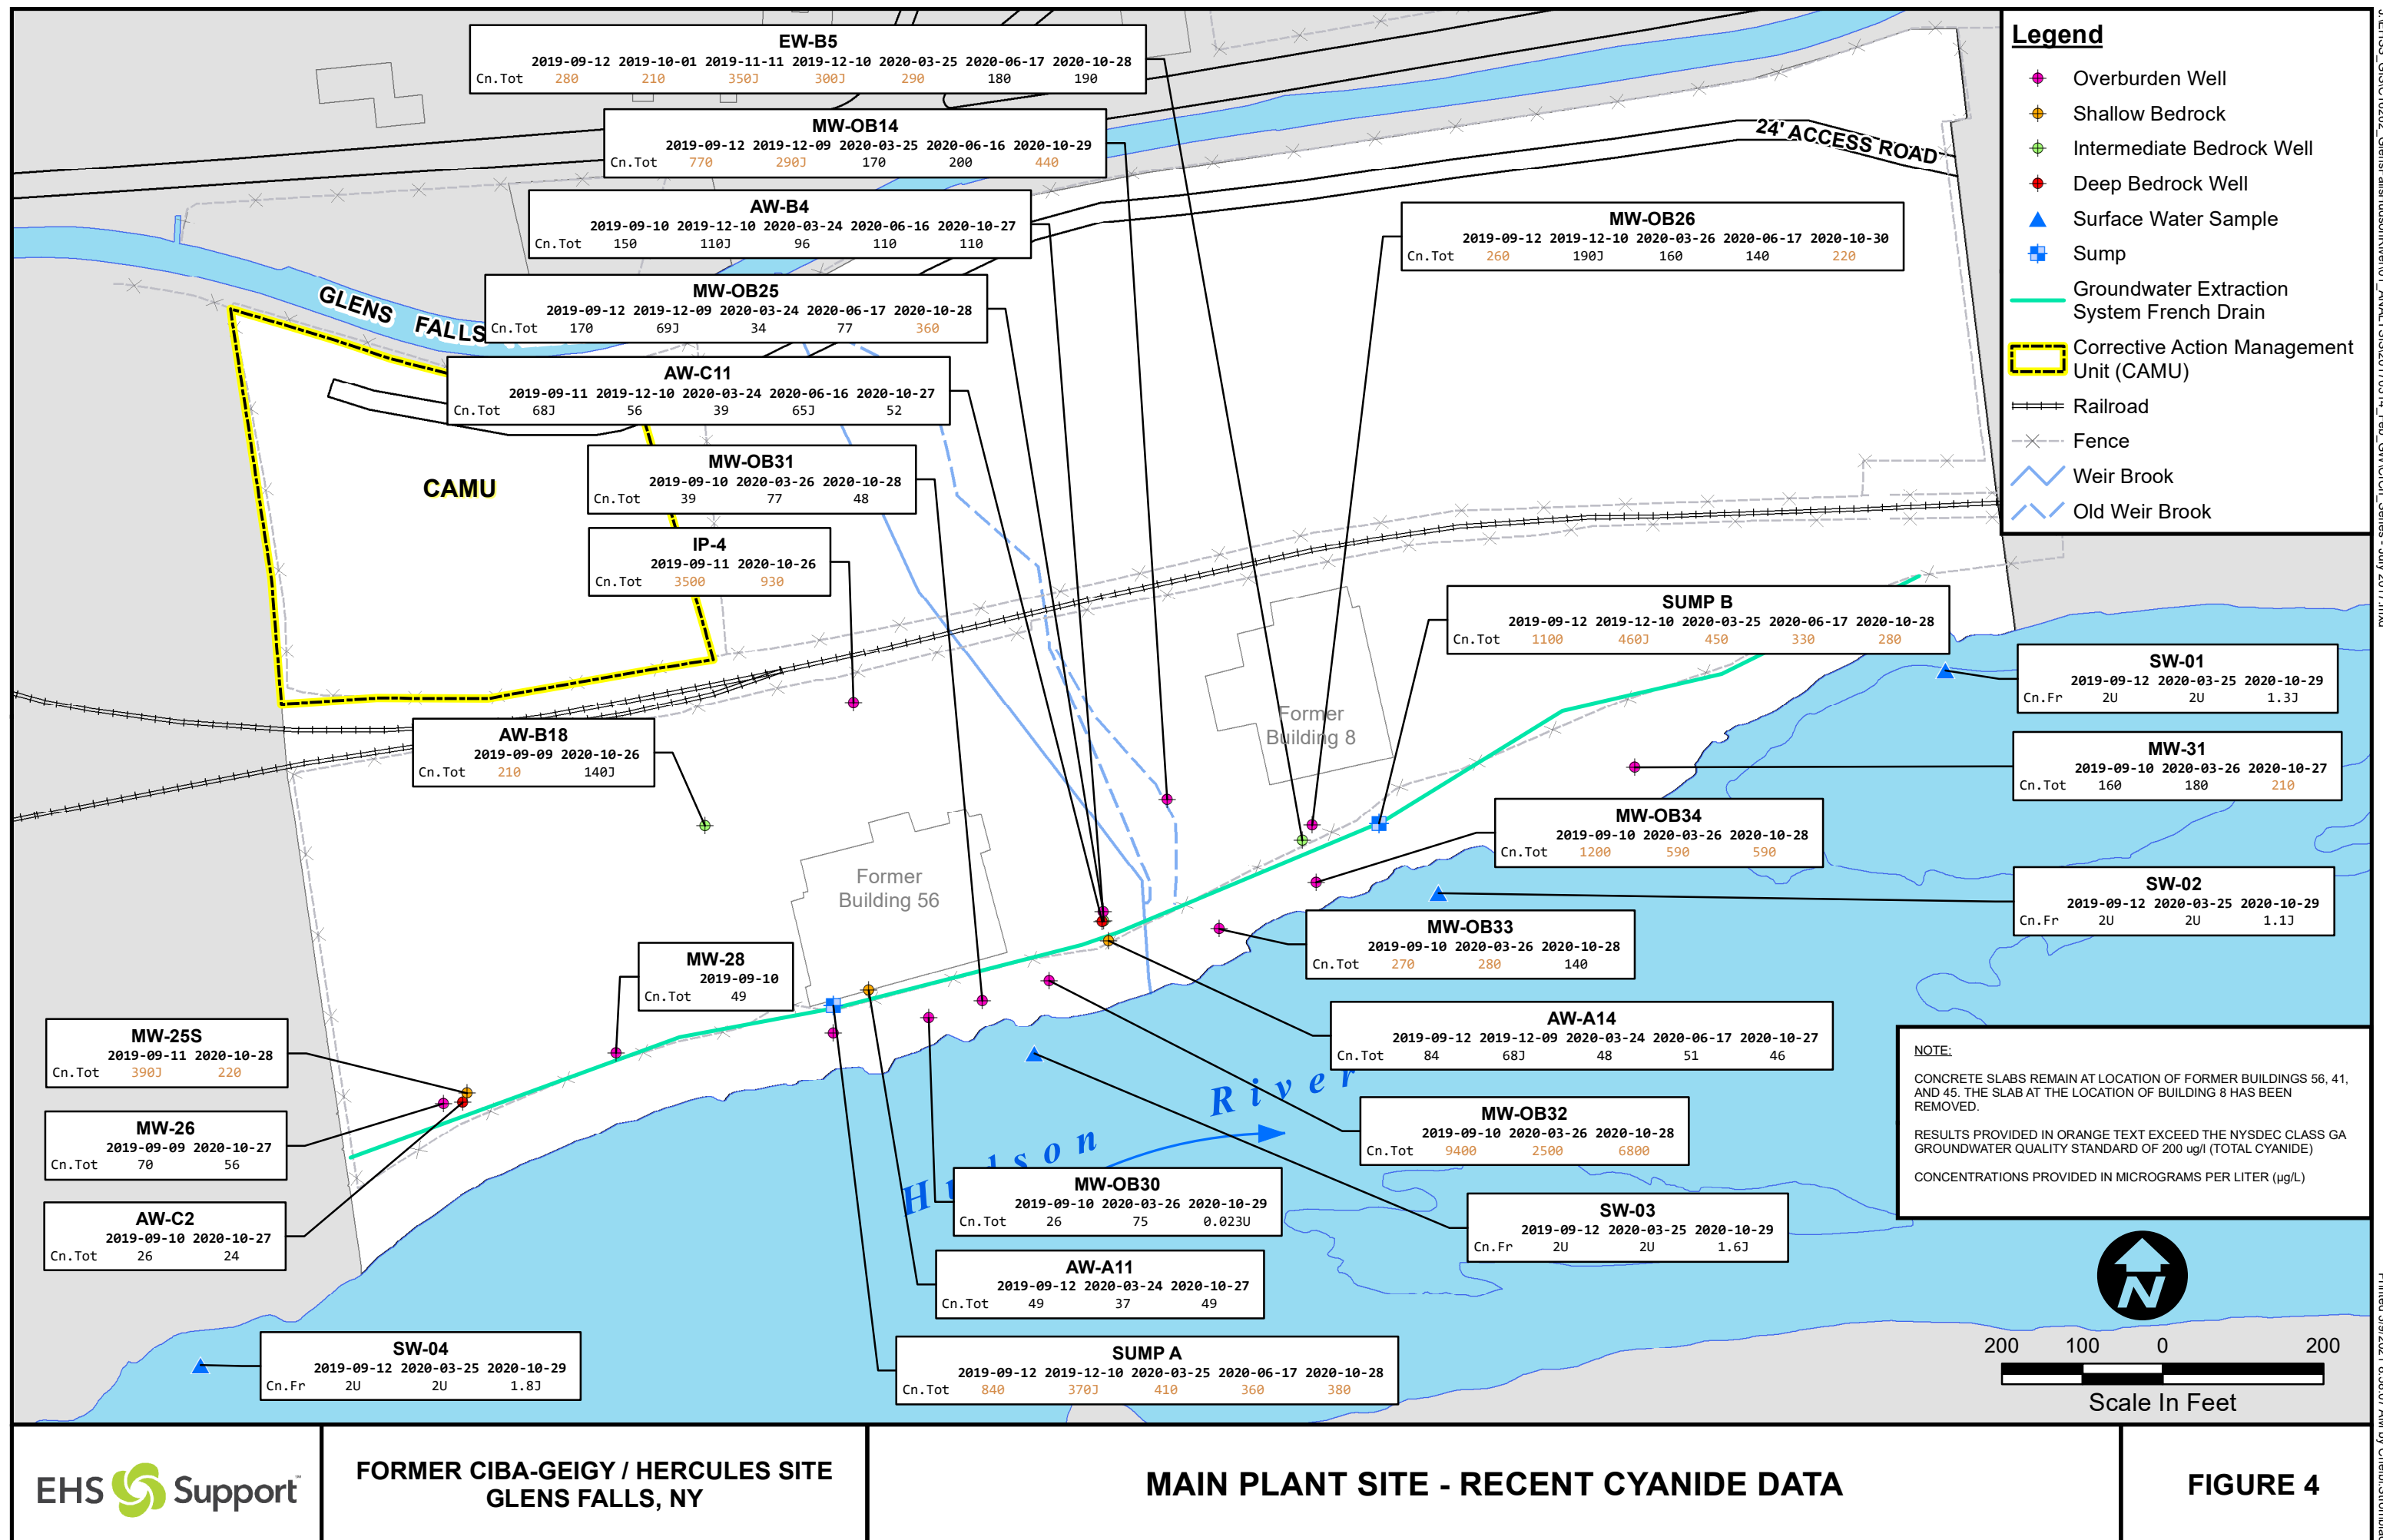 EW-B5
2019-09-12 2019-10-01 2019-11-11 2019-12-10 2020-03-25 2020-06-17 2020-10-28
Cn.Tot 280 210 350J 300J 290 180 190
MW-OB14
2019-09-12 2019-12-09 2020-03-25 2020-06-16 2020-10-29
Cn.Tot 770 290J 170 200 440
AW-B4
2019-09-10 2019-12-10 2020-03-24 2020-06-16 2020-10-27
Cn.Tot 150 110J 96 110 110
MW-OB25
2019-09-12 2019-12-09 2020-03-24 2020-06-17 2020-10-28
Cn.Tot 170 69J 34 77 360
AW-C11
2019-09-11 2019-12-10 2020-03-24 2020-06-16 2020-10-27
Cn.Tot 68J 56 39 65J 52
MW-OB31
2019-09-10 2020-03-26 2020-10-28
Cn.Tot 39 77 48
IP-4
2019-09-11 2020-10-26
Cn.Tot 3500 930
MW-OB26
2019-09-12 2019-12-10 2020-03-26 2020-06-17 2020-10-30
Cn.Tot 260 190J 160 140 220
24' ACCESS ROAD
GLENS FALLS
CAMU
Legend
Overburden Well
Shallow Bedrock
Intermediate Bedrock Well
Deep Bedrock Well
Surface Water Sample
Sump
Groundwater Extraction
System French Drain
Corrective Action Management
Unit (CAMU)
Railroad
Fence
Weir Brook
Old Weir Brook
SUMP B
2019-09-12 2019-12-10 2020-03-25 2020-06-17 2020-10-28
Cn.Tot 1100 460J 450 330 280
SW-01
2019-09-12 2020-03-25 2020-10-29
Cn.Fr 2U 2U 1.3J
MW-31
2019-09-10 2020-03-26 2020-10-27
Cn.Tot 160 180 210
Former
Building 8
AW-B18
2019-09-09 2020-10-26
Cn.Tot 210 140J
MW-OB34
2019-09-10 2020-03-26 2020-10-28
Cn.Tot 1200 590 590
SW-02
2019-09-12 2020-03-25 2020-10-29
Cn.Fr 2U 2U 1.1J
Former
Building 56
MW-OB33
2019-09-10 2020-03-26 2020-10-28
Cn.Tot 270 280 140
MW-28
2019-09-10
Cn.Tot 49
AW-A14
2019-09-12 2019-12-09 2020-03-24 2020-06-17 2020-10-27
Cn.Tot 84 68J 48 51 46
MW-25S
2019-09-11 2020-10-28
Cn.Tot 390J 220
MW-26
2019-09-09 2020-10-27
Cn.Tot 70 56
AW-C2
2019-09-10 2020-10-27
Cn.Tot 26 24
River
MW-OB32
2019-09-10 2020-03-26 2020-10-28
Cn.Tot 9400 2500 6800
MW-OB30
2019-09-10 2020-03-26 2020-10-29
Cn.Tot 26 75 0.023U
SW-03
2019-09-12 2020-03-25 2020-10-29
Cn.Fr 2U 2U 1.6J
AW-A11
2019-09-12 2020-03-24 2020-10-27
Cn.Tot 49 37 49
SUMP A
2019-09-12 2019-12-10 2020-03-25 2020-06-17 2020-10-28
Cn.Tot 840 370J 410 360 380
SW-04
2019-09-12 2020-03-25 2020-10-29
Cn.Fr 2U 2U 1.8J
NOTE:
CONCRETE SLABS REMAIN AT LOCATION OF FORMER BUILDINGS 56, 41,
AND 45. THE SLAB AT THE LOCATION OF BUILDING 8 HAS BEEN
REMOVED.
RESULTS PROVIDED IN ORANGE TEXT EXCEED THE NYSDEC CLASS GA
GROUNDWATER QUALITY STANDARD OF 200 ug/l (TOTAL CYANIDE)
CONCENTRATIONS PROVIDED IN MICROGRAMS PER LITER (µg/L)
N
200 100 0 200
Scale In Feet
EHS Support
FORMER CIBA-GEIGY / HERCULES SITE
GLENS FALLS, NY
MAIN PLANT SITE - RECENT CYANIDE DATA
FIGURE 4